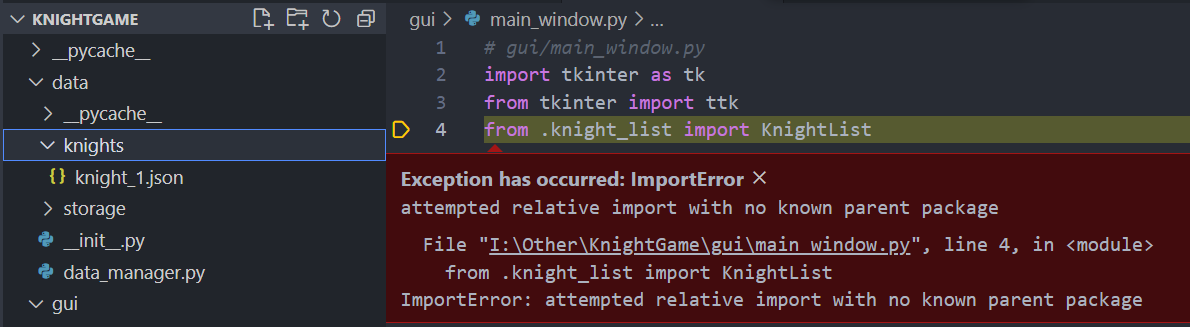 KNIGHTGAME
__pycache__
data
__pycache__
knights
{} knight_1.json
storage
__init__.py
data_manager.py
gui
gui > main_window.py > ...
1 # gui/main_window.py
2 import tkinter as tk
3 from tkinter import ttk
4 from .knight_list import KnightList
Exception has occurred: ImportError ×
attempted relative import with no known parent package
File "I:\Other\KnightGame\gui\main_window.py", line 4, in <module>
from .knight_list import KnightList
ImportError: attempted relative import with no known parent package